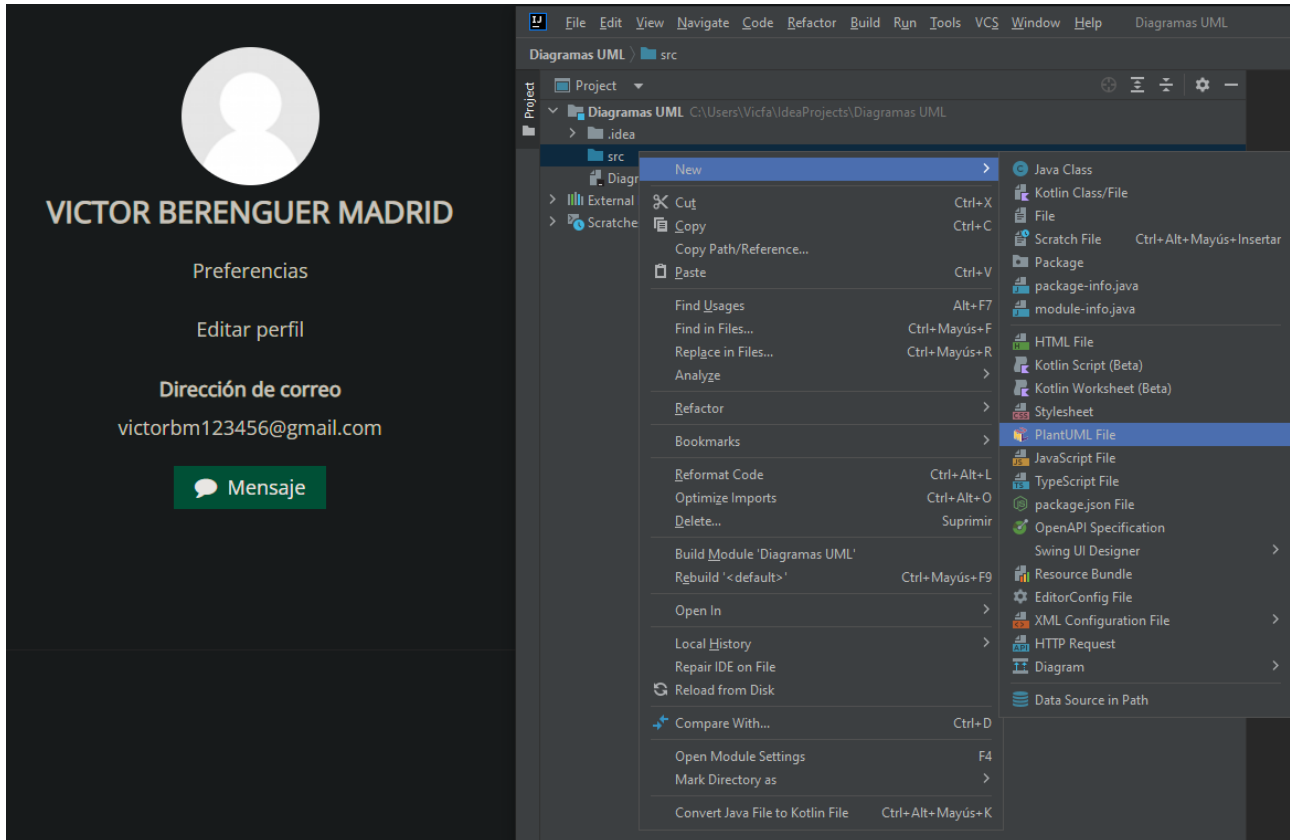 VICTOR BERENGUER MADRID
Preferencias
Editar perfil
Dirección de correo
victorbm123456@gmail.com
Mensaje
IJ File Edit View Navigate Code Refactor Build Run Tools VCS Window Help Diagramas UML
Diagramas UML src
Project
Project
Diagramas UML C:\Users\Vicfa\IdeaProjects\Diagramas UML
.idea
src
Diagr
External
Scratche
New
Cut Ctrl+X
Copy Ctrl+C
Copy Path/Reference...
Paste Ctrl+V
Find Usages Alt+F7
Find in Files... Ctrl+Mayús+F
Replace in Files... Ctrl+Mayús+R
Analyze
Refactor
Bookmarks
Reformat Code Ctrl+Alt+L
Optimize Imports Ctrl+Alt+O
Delete... Suprimir
Build Module 'Diagramas UML'
Rebuild '<default>' Ctrl+Mayús+F9
Open In
Local History
Repair IDE on File
Reload from Disk
Compare With... Ctrl+D
Open Module Settings F4
Mark Directory as
Convert Java File to Kotlin File Ctrl+Alt+Mayús+K
Java Class
Kotlin Class/File
File
Scratch File Ctrl+Alt+Mayús+Insertar
Package
package-info.java
module-info.java
HTML File
Kotlin Script (Beta)
Kotlin Worksheet (Beta)
Stylesheet
PlantUML File
JavaScript File
TypeScript File
package.json File
OpenAPI Specification
Swing UI Designer
Resource Bundle
EditorConfig File
XML Configuration File
HTTP Request
Diagram
Data Source in Path